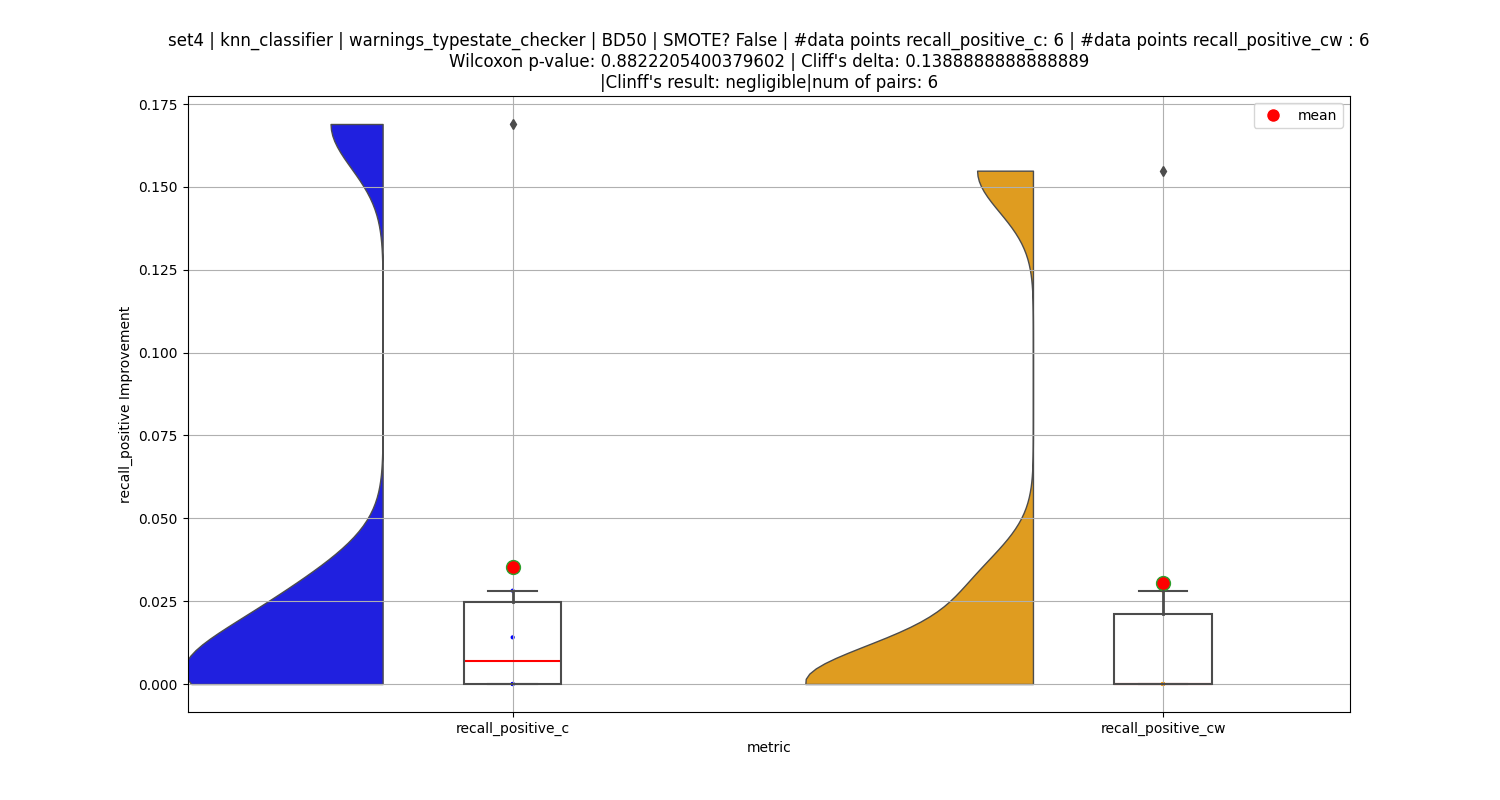 set4 | knn_classifier | warnings_typestate_checker | BD50 | SMOTE? False | #data points recall_positive_c: 6 | #data points recall_positive_cw : 6
Wilcoxon p-value: 0.8822205400379602 | Cliff's delta: 0.1388888888888889
|Clinff's result: negligible|num of pairs: 6
mean
0.175
0.150
0.125
0.100
0.075
0.050
0.025
0.000
recall_positive Improvement
recall_positive_c
recall_positive_cw
metric